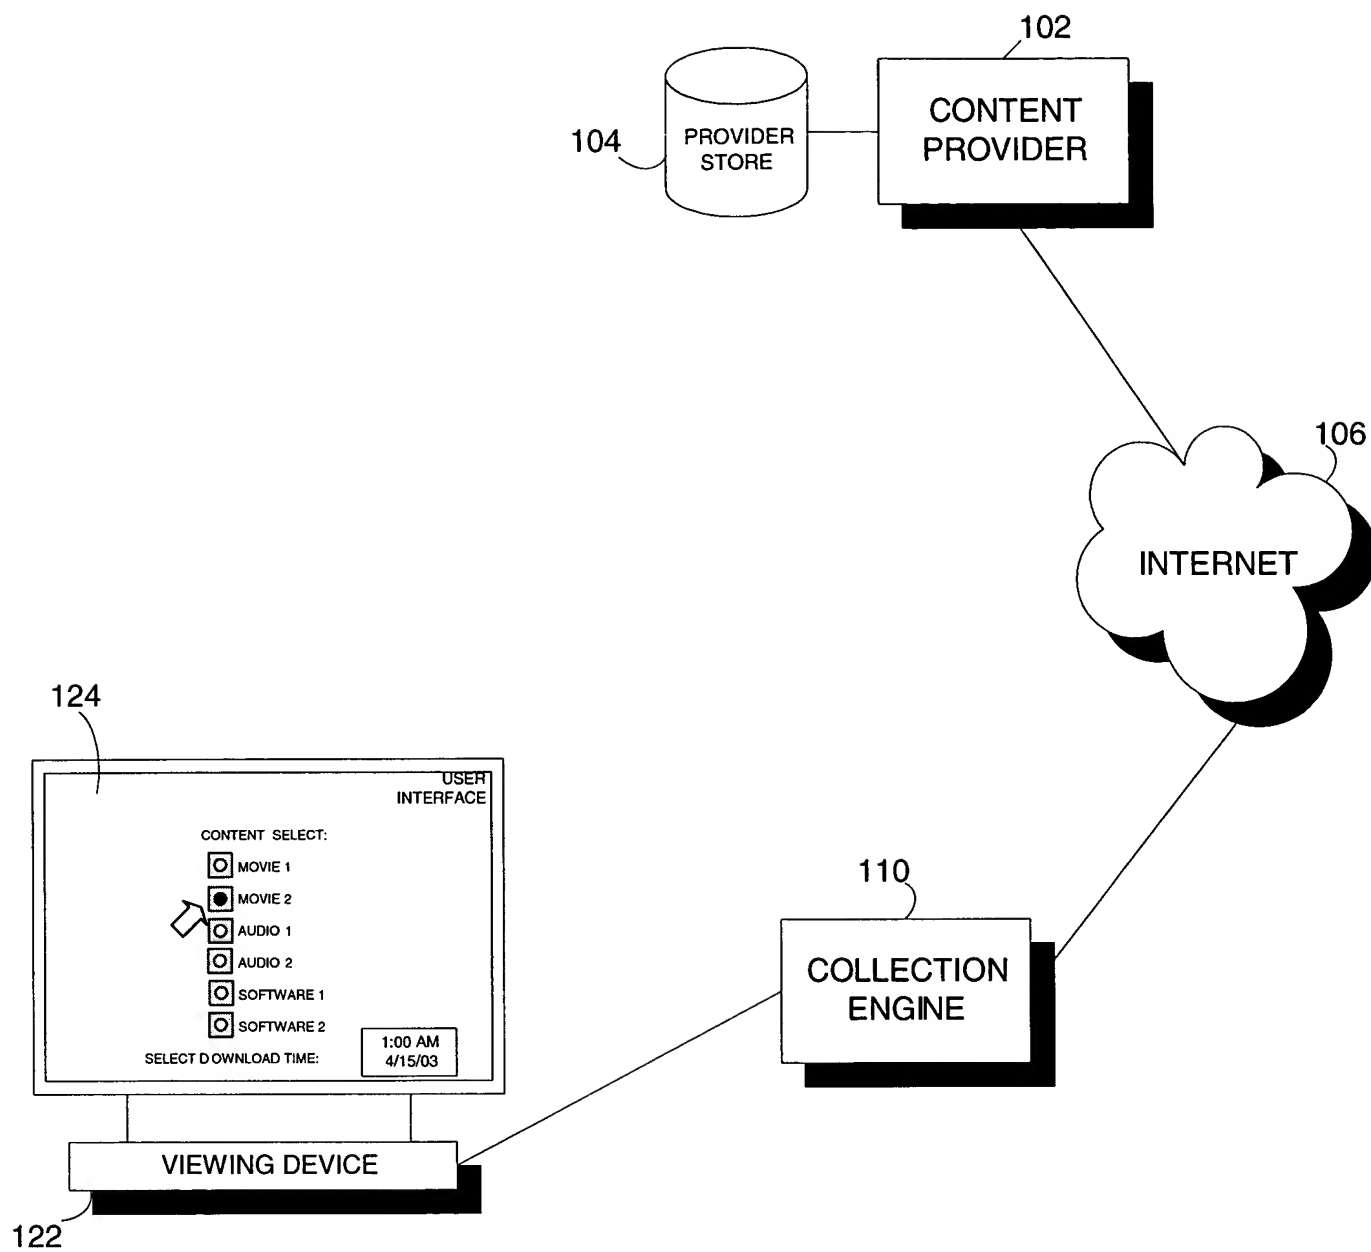 102
CONTENT
PROVIDER
104
PROVIDER
STORE
106
INTERNET
124
USER
INTERFACE
CONTENT SELECT:
MOVIE 1
MOVIE 2
AUDIO 1
AUDIO 2
SOFTWARE 1
SOFTWARE 2
SELECT DOWNLOAD TIME:
1:00 AM
4/15/03
110
COLLECTION
ENGINE
VIEWING DEVICE
122